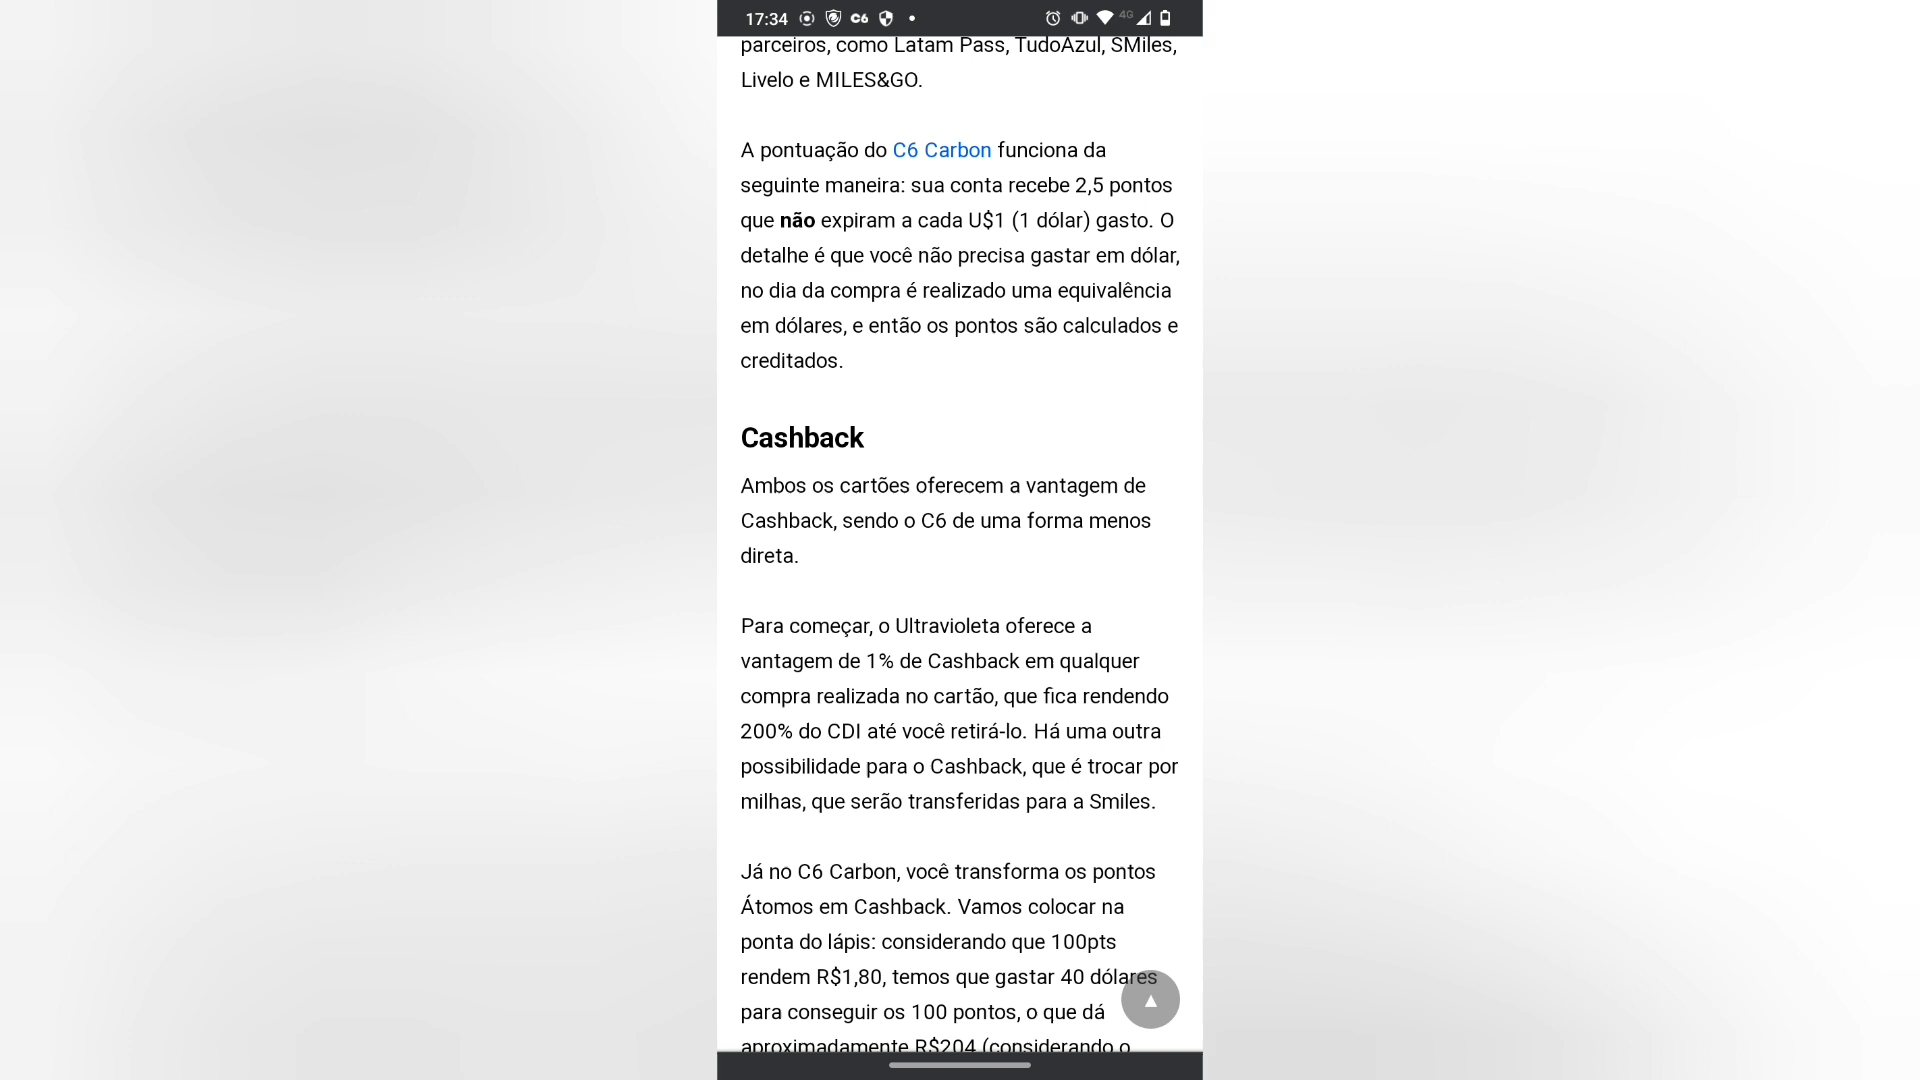 17:34 C6 4G
parceiros, como Latam Pass, TudoAzul, SMiles,
Livelo e MILES&GO.
A pontuação do C6 Carbon funciona da
seguinte maneira: sua conta recebe 2,5 pontos
que não expiram a cada U$1 (1 dólar) gasto. O
detalhe é que você não precisa gastar em dólar,
no dia da compra é realizado uma equivalência
em dólares, e então os pontos são calculados e
creditados.
Cashback
Ambos os cartões oferecem a vantagem de
Cashback, sendo o C6 de uma forma menos
direta.
Para começar, o Ultravioleta oferece a
vantagem de 1% de Cashback em qualquer
compra realizada no cartão, que fica rendendo
200% do CDI até você retirá-lo. Há uma outra
possibilidade para o Cashback, que é trocar por
milhas, que serão transferidas para a Smiles.
Já no C6 Carbon, você transforma os pontos
Átomos em Cashback. Vamos colocar na
ponta do lápis: considerando que 100pts
rendem R$1,80, temos que gastar 40 dólares
para conseguir os 100 pontos, o que dá
aproximadamente R$204 (considerando o